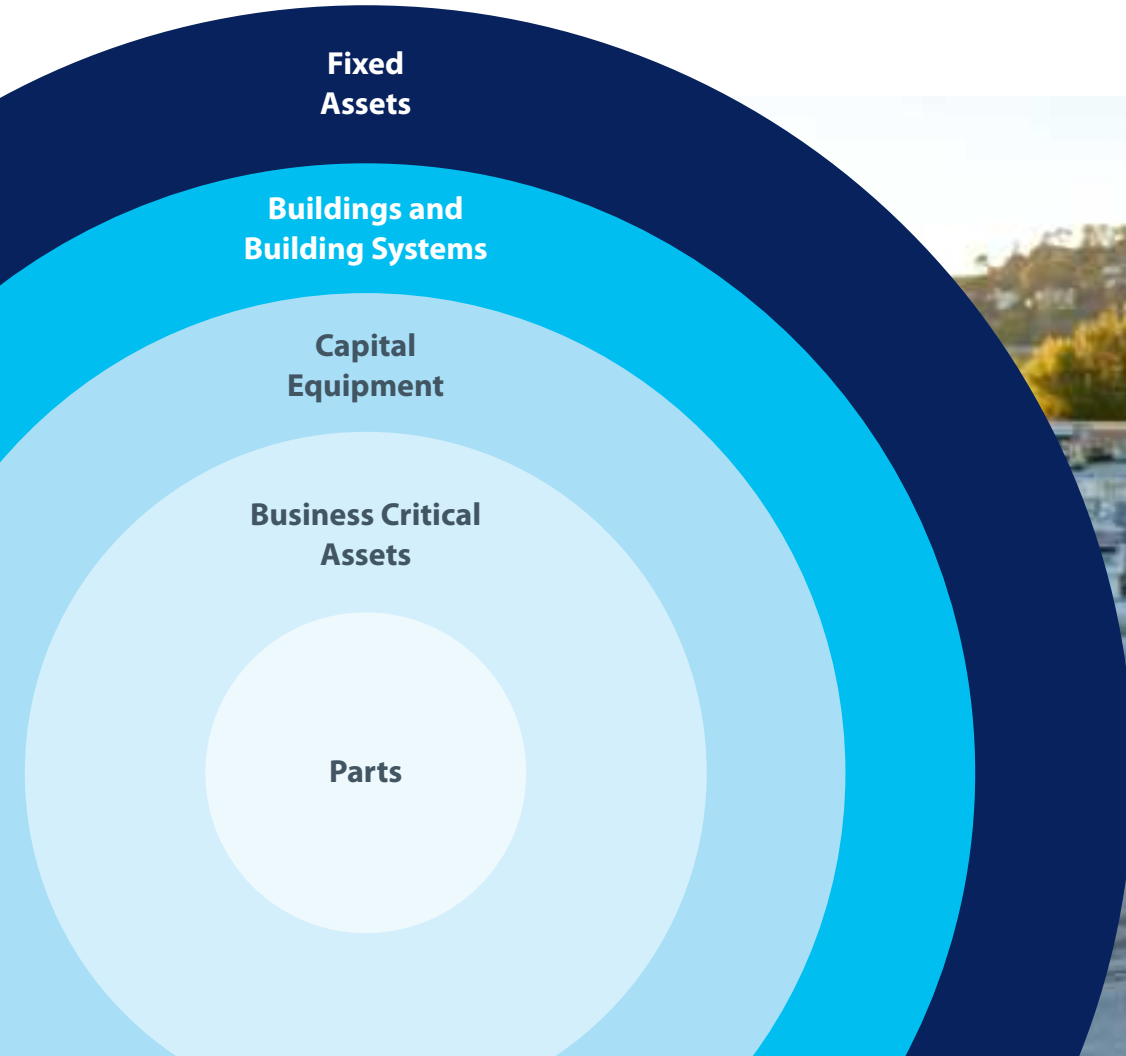 Fixed
Assets
Buildings and
Building Systems
Capital
Equipment
Business Critical
Assets
Parts